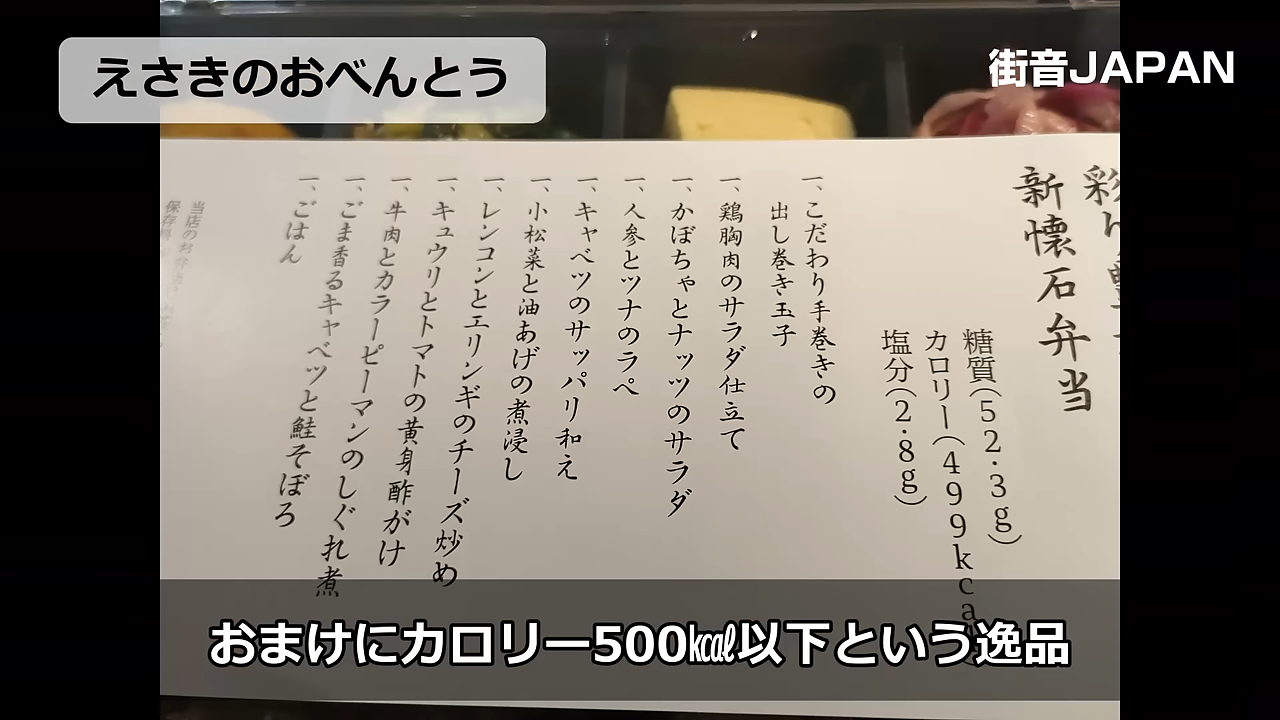 えさきのおべんとう
街音JAPAN
新懐石弁当
糖質(52.3g)
カロリー(499kca
塩分(2.8g)
一、こだわり手巻きの
出し巻き玉子
一、鶏胸肉のサラダ仕立て
一、かぼちゃとナッツのサラダ
一、人参とツナのラペ
一、キャベツのサッパリ和え
一、小松菜と油あげの煮浸し
一、レンコンとエリンギのチーズ炒め
一、キュウリとトマトの黄身酢がけ
一、牛肉とカラーピーマンのしぐれ煮
一、ごま香るキャベツと鮭そぼろ
一、ごはん
当店のお弁当
保存料
おまけにカロリー500㎉以下という逸品